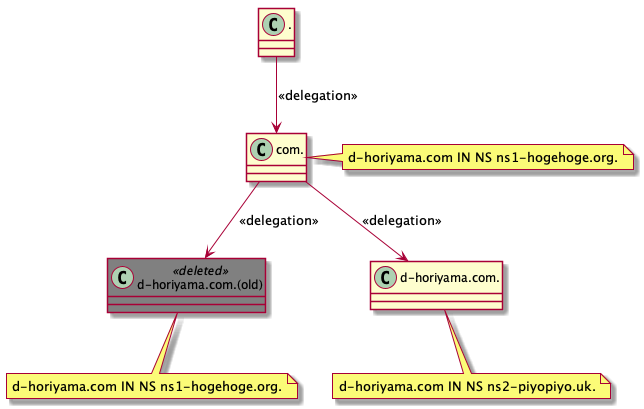 C .
«delegation»
C com.
d-horiyama.com IN NS ns1-hogehoge.org.
«delegation»
«delegation»
«deleted»
C d-horiyama.com.(old)
C d-horiyama.com.
d-horiyama.com IN NS ns1-hogehoge.org.
d-horiyama.com IN NS ns2-piyopiyo.uk.